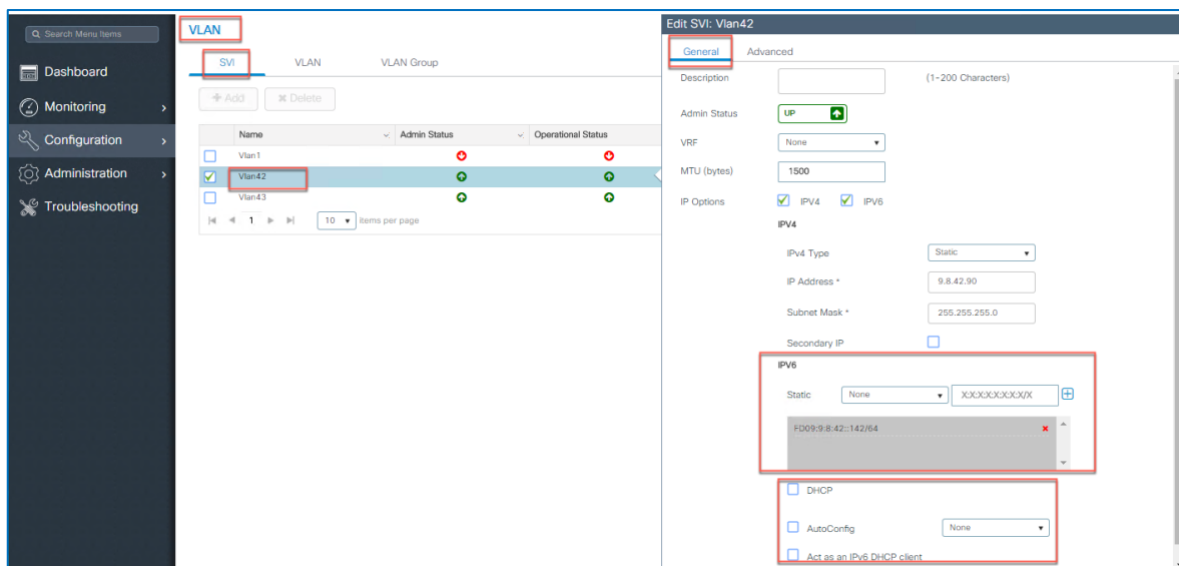 Search Menu Items
Dashboard
Monitoring
Configuration
Administration
Troubleshooting
VLAN
SVI VLAN VLAN Group
Add Delete
Name Admin Status Operational Status
Vlan1
Vlan42
Vlan43
1 10 items per page
Edit SVI: Vlan42
General Advanced
Description (1-200 Characters)
Admin Status UP
VRF None
MTU (bytes) 1500
IP Options IPV4 IPV6
IPV4
IPv4 Type Static
IP Address * 9.8.42.90
Subnet Mask * 255.255.255.0
Secondary IP
IPV6
Static None X:X:X:X:X:X:X:X/X
FD09:9:8:42::142/64
DHCP
AutoConfig None
Act as an IPv6 DHCP client